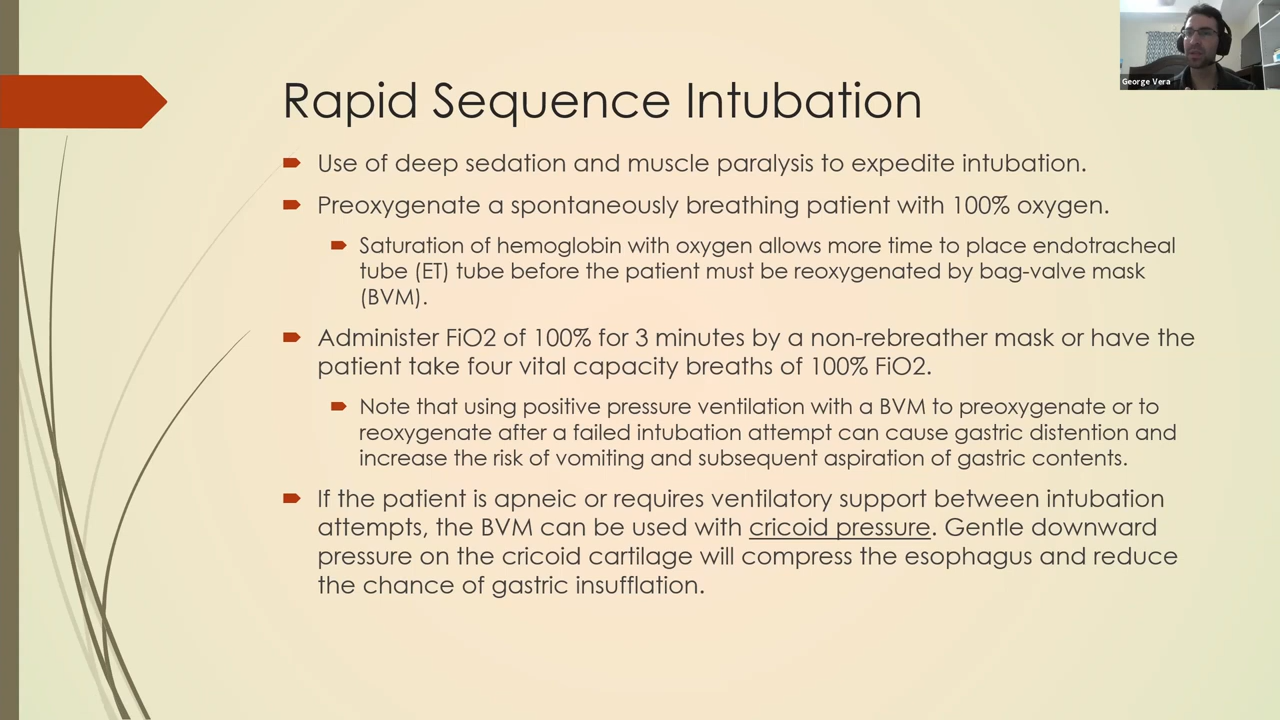 Rapid Sequence Intubation
George Vera
Use of deep sedation and muscle paralysis to expedite intubation.
Preoxygenate a spontaneously breathing patient with 100% oxygen.
Saturation of hemoglobin with oxygen allows more time to place endotracheal
tube (ET) tube before the patient must be reoxygenated by bag-valve mask
(BVM).
Administer FiO2 of 100% for 3 minutes by a non-rebreather mask or have the
patient take four vital capacity breaths of 100% FiO2.
Note that using positive pressure ventilation with a BVM to preoxygenate or to
reoxygenate after a failed intubation attempt can cause gastric distention and
increase the risk of vomiting and subsequent aspiration of gastric contents.
If the patient is apneic or requires ventilatory support between intubation
attempts, the BVM can be used with cricoid pressure. Gentle downward
pressure on the cricoid cartilage will compress the esophagus and reduce
the chance of gastric insufflation.